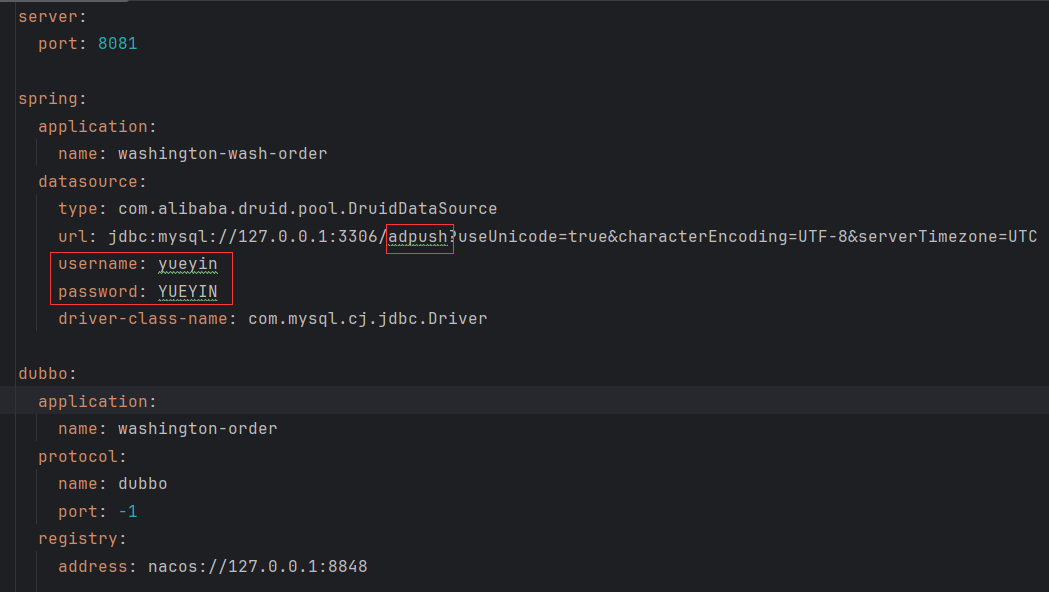 server:
port: 8081
spring:
application:
name: washington-wash-order
datasource:
type: com.alibaba.druid.pool.DruidDataSource
url: jdbc:mysql://127.0.0.1:3306/adpush?useUnicode=true&characterEncoding=UTF-8&serverTimezone=UTC
username: yueyin
password: YUEYIN
driver-class-name: com.mysql.cj.jdbc.Driver
dubbo:
application:
name: washington-order
protocol:
name: dubbo
port: -1
registry:
address: nacos://127.0.0.1:8848